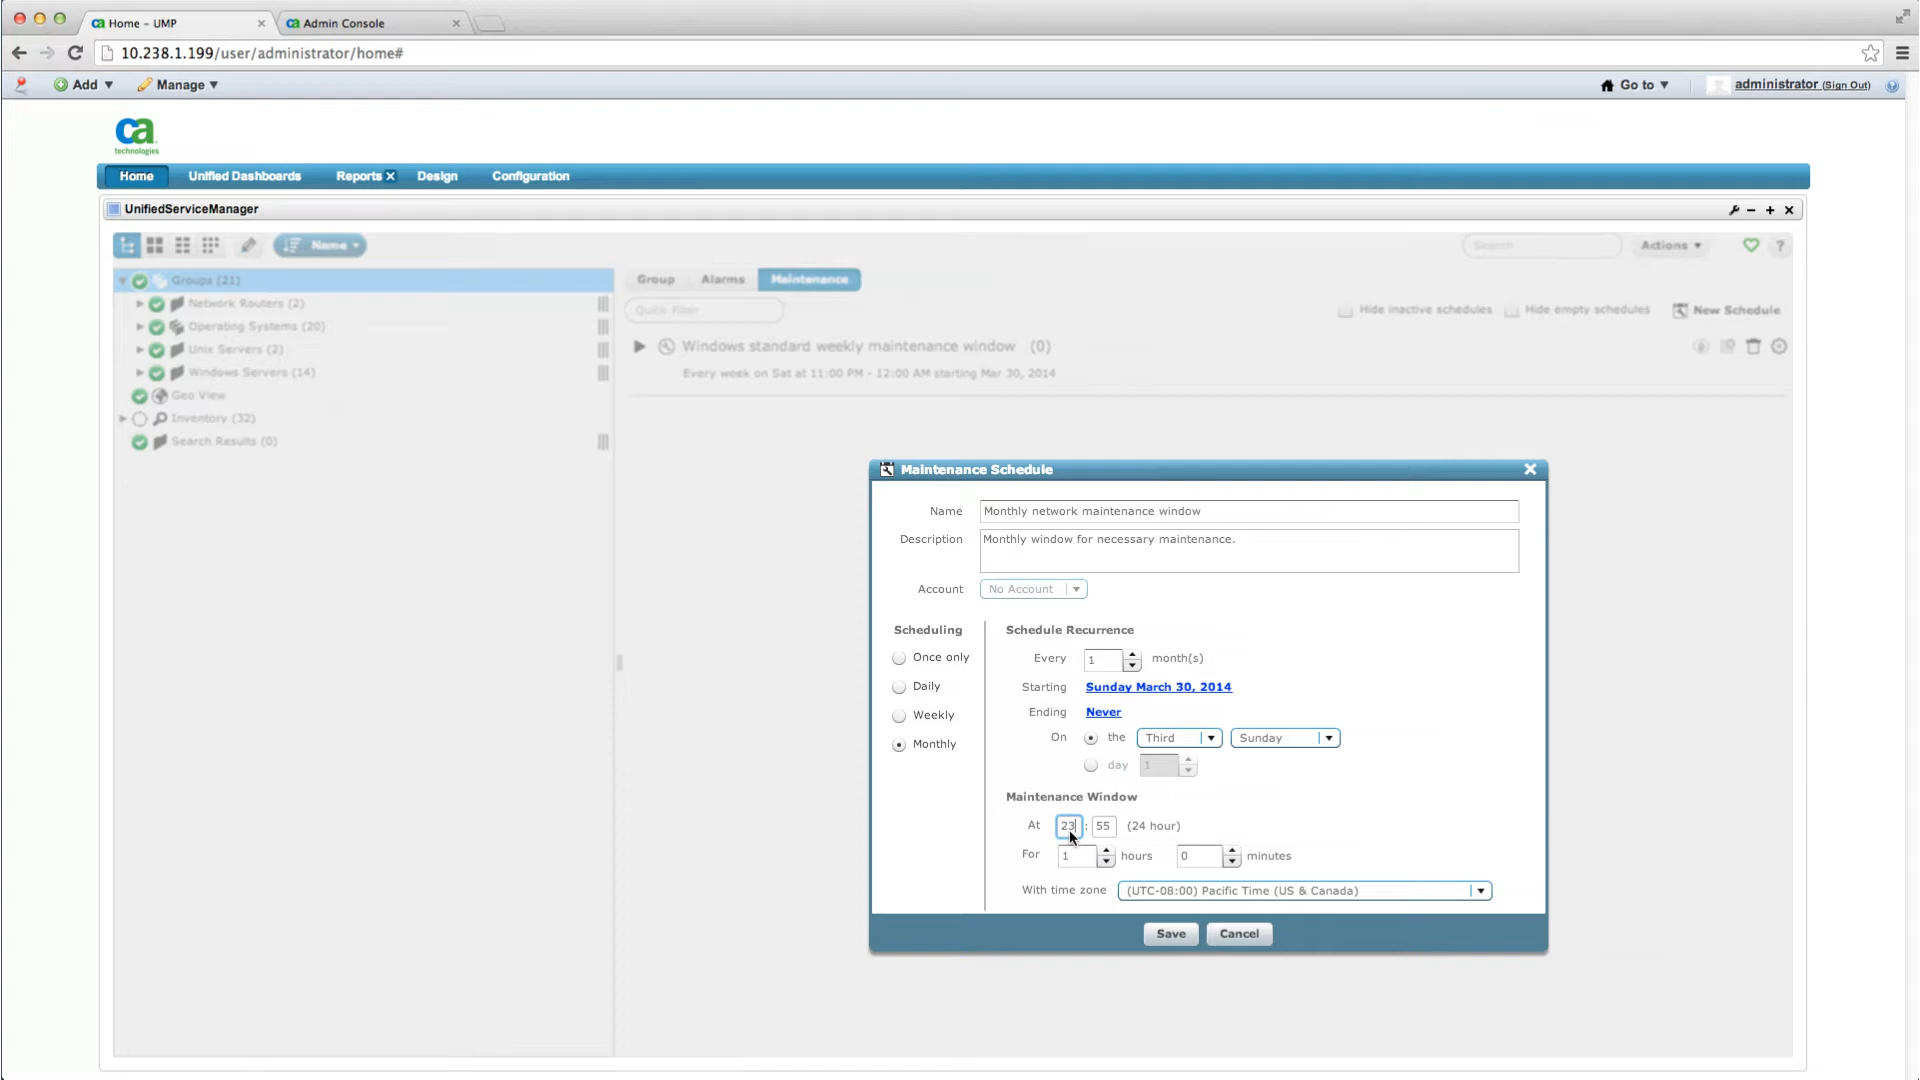 ca Home – UMP
ca Admin Console
10.238.1.199/user/administrator/home#
Add
Manage
Go to
administrator (Sign Out)
ca
technologies
Home
Unified Dashboards
Reports
Design
Configuration
UnifiedServiceManager
Name
Search
Actions
?
Groups (21)
Network Routers (2)
Operating Systems (20)
Unix Servers (2)
Windows Servers (14)
Geo View
Inventory (32)
Search Results (0)
Group
Alarms
Maintenance
Quick Filter
Hide inactive schedules
Hide empty schedules
New Schedule
Windows standard weekly maintenance window (0)
Every week on Sat at 11:00 PM - 12:00 AM starting Mar 30, 2014
Maintenance Schedule
Name
Monthly network maintenance window
Description
Monthly window for necessary maintenance.
Account
No Account
Scheduling
Once only
Daily
Weekly
Monthly
Schedule Recurrence
Every 1 month(s)
Starting Sunday March 30, 2014
Ending Never
On the Third Sunday
day 1
Maintenance Window
At 23 : 55 (24 hour)
For 1 hours 0 minutes
With time zone (UTC-08:00) Pacific Time (US & Canada)
Save
Cancel